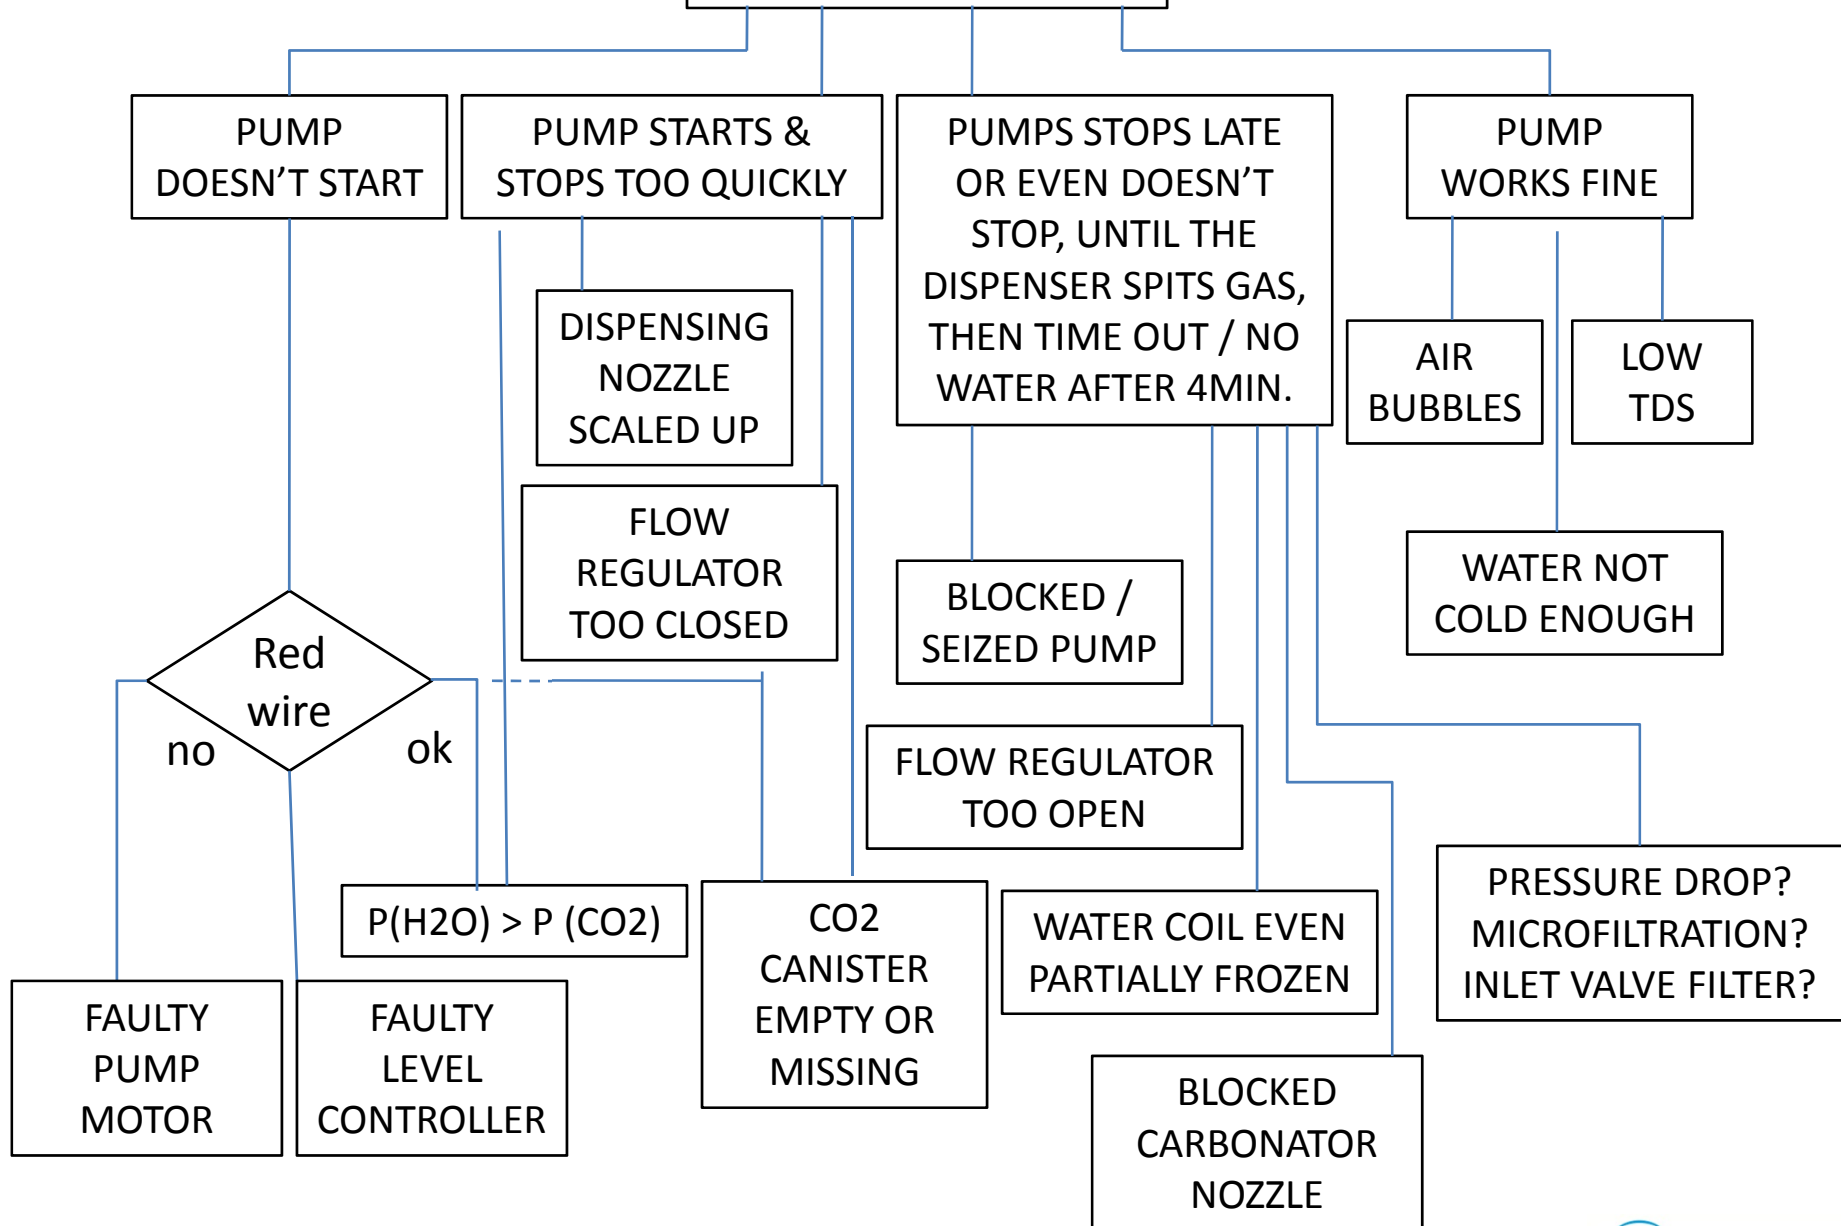 PUMP
DOESN’T START
PUMP STARTS &
STOPS TOO QUICKLY
PUMPS STOPS LATE
OR EVEN DOESN’T
STOP, UNTIL THE
DISPENSER SPITS GAS,
THEN TIME OUT / NO
WATER AFTER 4MIN.
PUMP
WORKS FINE
DISPENSING
NOZZLE
SCALED UP
AIR
BUBBLES
LOW
TDS
FLOW
REGULATOR
TOO CLOSED
BLOCKED /
SEIZED PUMP
WATER NOT
COLD ENOUGH
Red
wire
no
ok
FLOW REGULATOR
TOO OPEN
P(H2O) > P (CO2)
CO2
CANISTER
EMPTY OR
MISSING
WATER COIL EVEN
PARTIALLY FROZEN
PRESSURE DROP?
MICROFILTRATION?
INLET VALVE FILTER?
FAULTY
PUMP
MOTOR
FAULTY
LEVEL
CONTROLLER
BLOCKED
CARBONATOR
NOZZLE